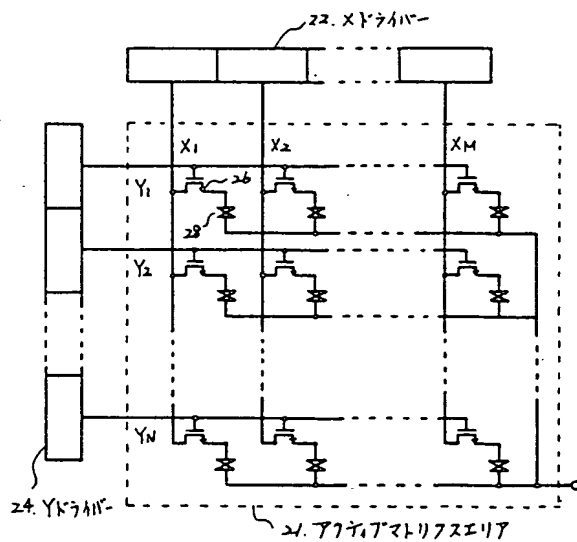 22. Xドライバー
X1 X2 XM
Y1
26
28
Y2
YN
24. Yドライバー
21. アクティブマトリクスエリア